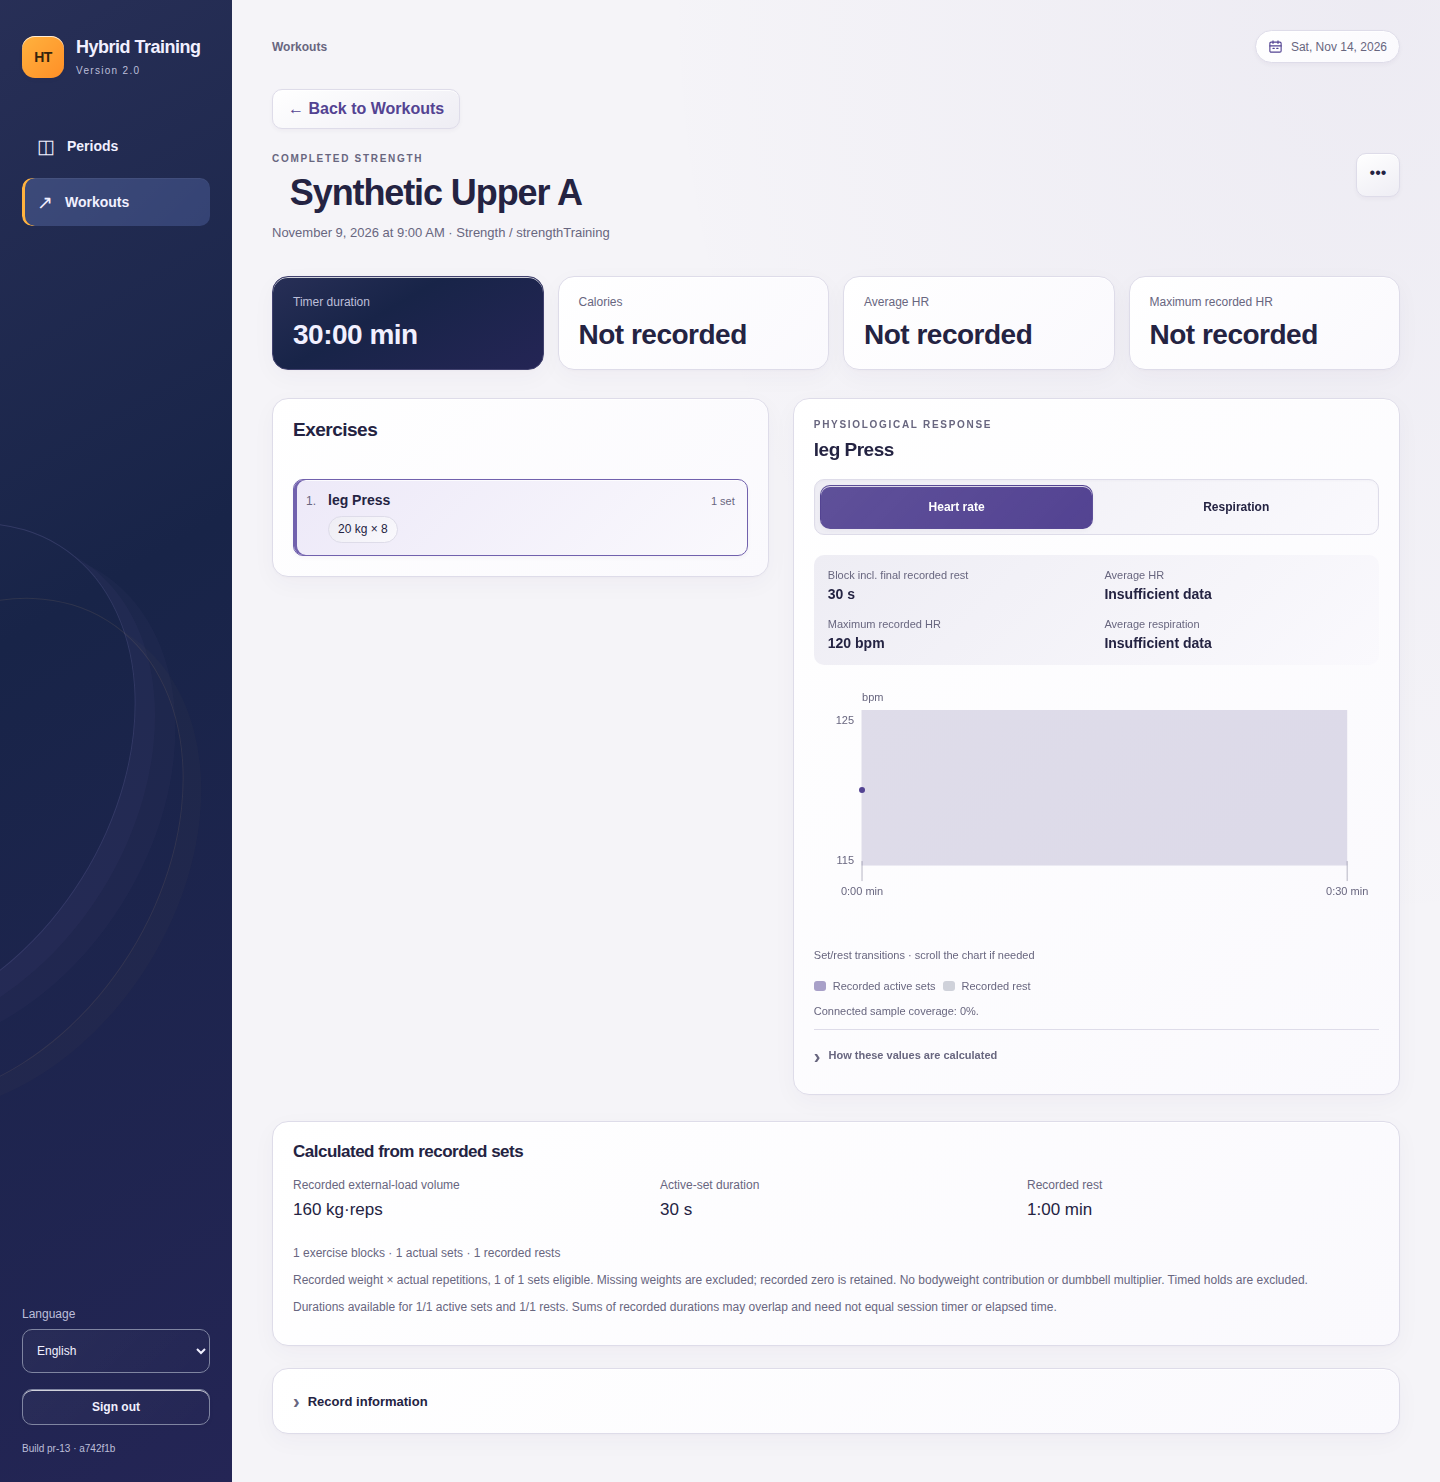 HT
Hybrid Training
Version 2.0
Periods
Workouts
Language
English
Sign out
Build pr-13 · a742f1b
Workouts
Sat, Nov 14, 2026
← Back to Workouts
COMPLETED STRENGTH
Synthetic Upper A
•••
November 9, 2026 at 9:00 AM · Strength / strengthTraining
Timer duration
30:00 min
Calories
Not recorded
Average HR
Not recorded
Maximum recorded HR
Not recorded
Exercises
1. leg Press 1 set
20 kg × 8
PHYSIOLOGICAL RESPONSE
leg Press
Heart rate Respiration
Block incl. final recorded rest
30 s
Average HR
Insufficient data
Maximum recorded HR
120 bpm
Average respiration
Insufficient data
bpm
125
115
0:00 min 0:30 min
Set/rest transitions · scroll the chart if needed
Recorded active sets Recorded rest
Connected sample coverage: 0%.
› How these values are calculated
Calculated from recorded sets
Recorded external-load volume
160 kg·reps
Active-set duration
30 s
Recorded rest
1:00 min
1 exercise blocks · 1 actual sets · 1 recorded rests
Recorded weight × actual repetitions, 1 of 1 sets eligible. Missing weights are excluded; recorded zero is retained. No bodyweight contribution or dumbbell multiplier. Timed holds are excluded.
Durations available for 1/1 active sets and 1/1 rests. Sums of recorded durations may overlap and need not equal session timer or elapsed time.
› Record information